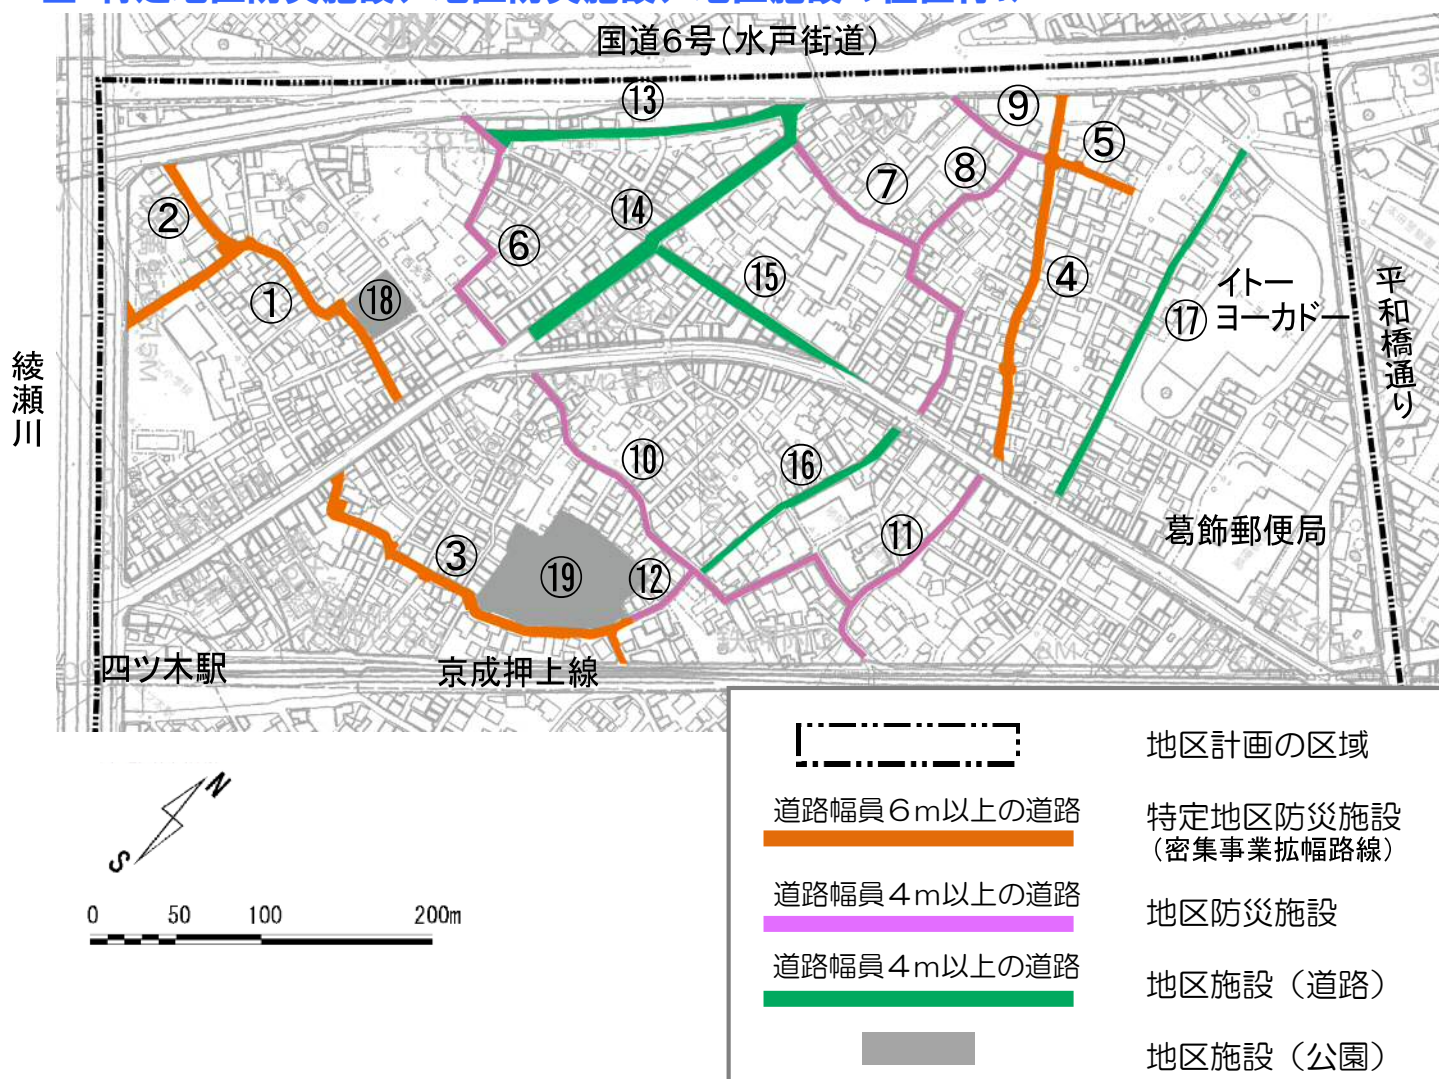 国道6号(水戸街道)
⑬
⑨
⑤
②
⑭
⑦
⑧
⑥
①
⑱
⑮
④
イトー
ヨーカドー
⑰
平和橋通り
綾瀬川
⑩
⑯
⑪
葛飾郵便局
③
⑲
⑫
四ツ木駅
京成押上線
地区計画の区域
道路幅員6m以上の道路
特定地区防災施設
（密集事業拡幅路線）
道路幅員4m以上の道路
地区防災施設
道路幅員4m以上の道路
地区施設（道路）
地区施設（公園）
N
S
0 50 100 200m